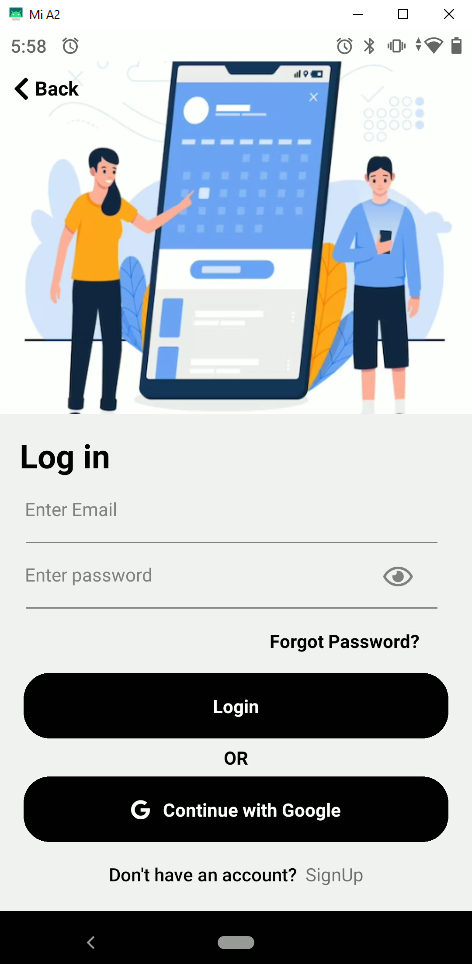 Mi A2
5:58
Back
Log in
Enter Email
Enter password
Forgot Password?
Login
OR
Continue with Google
Don't have an account? SignUp